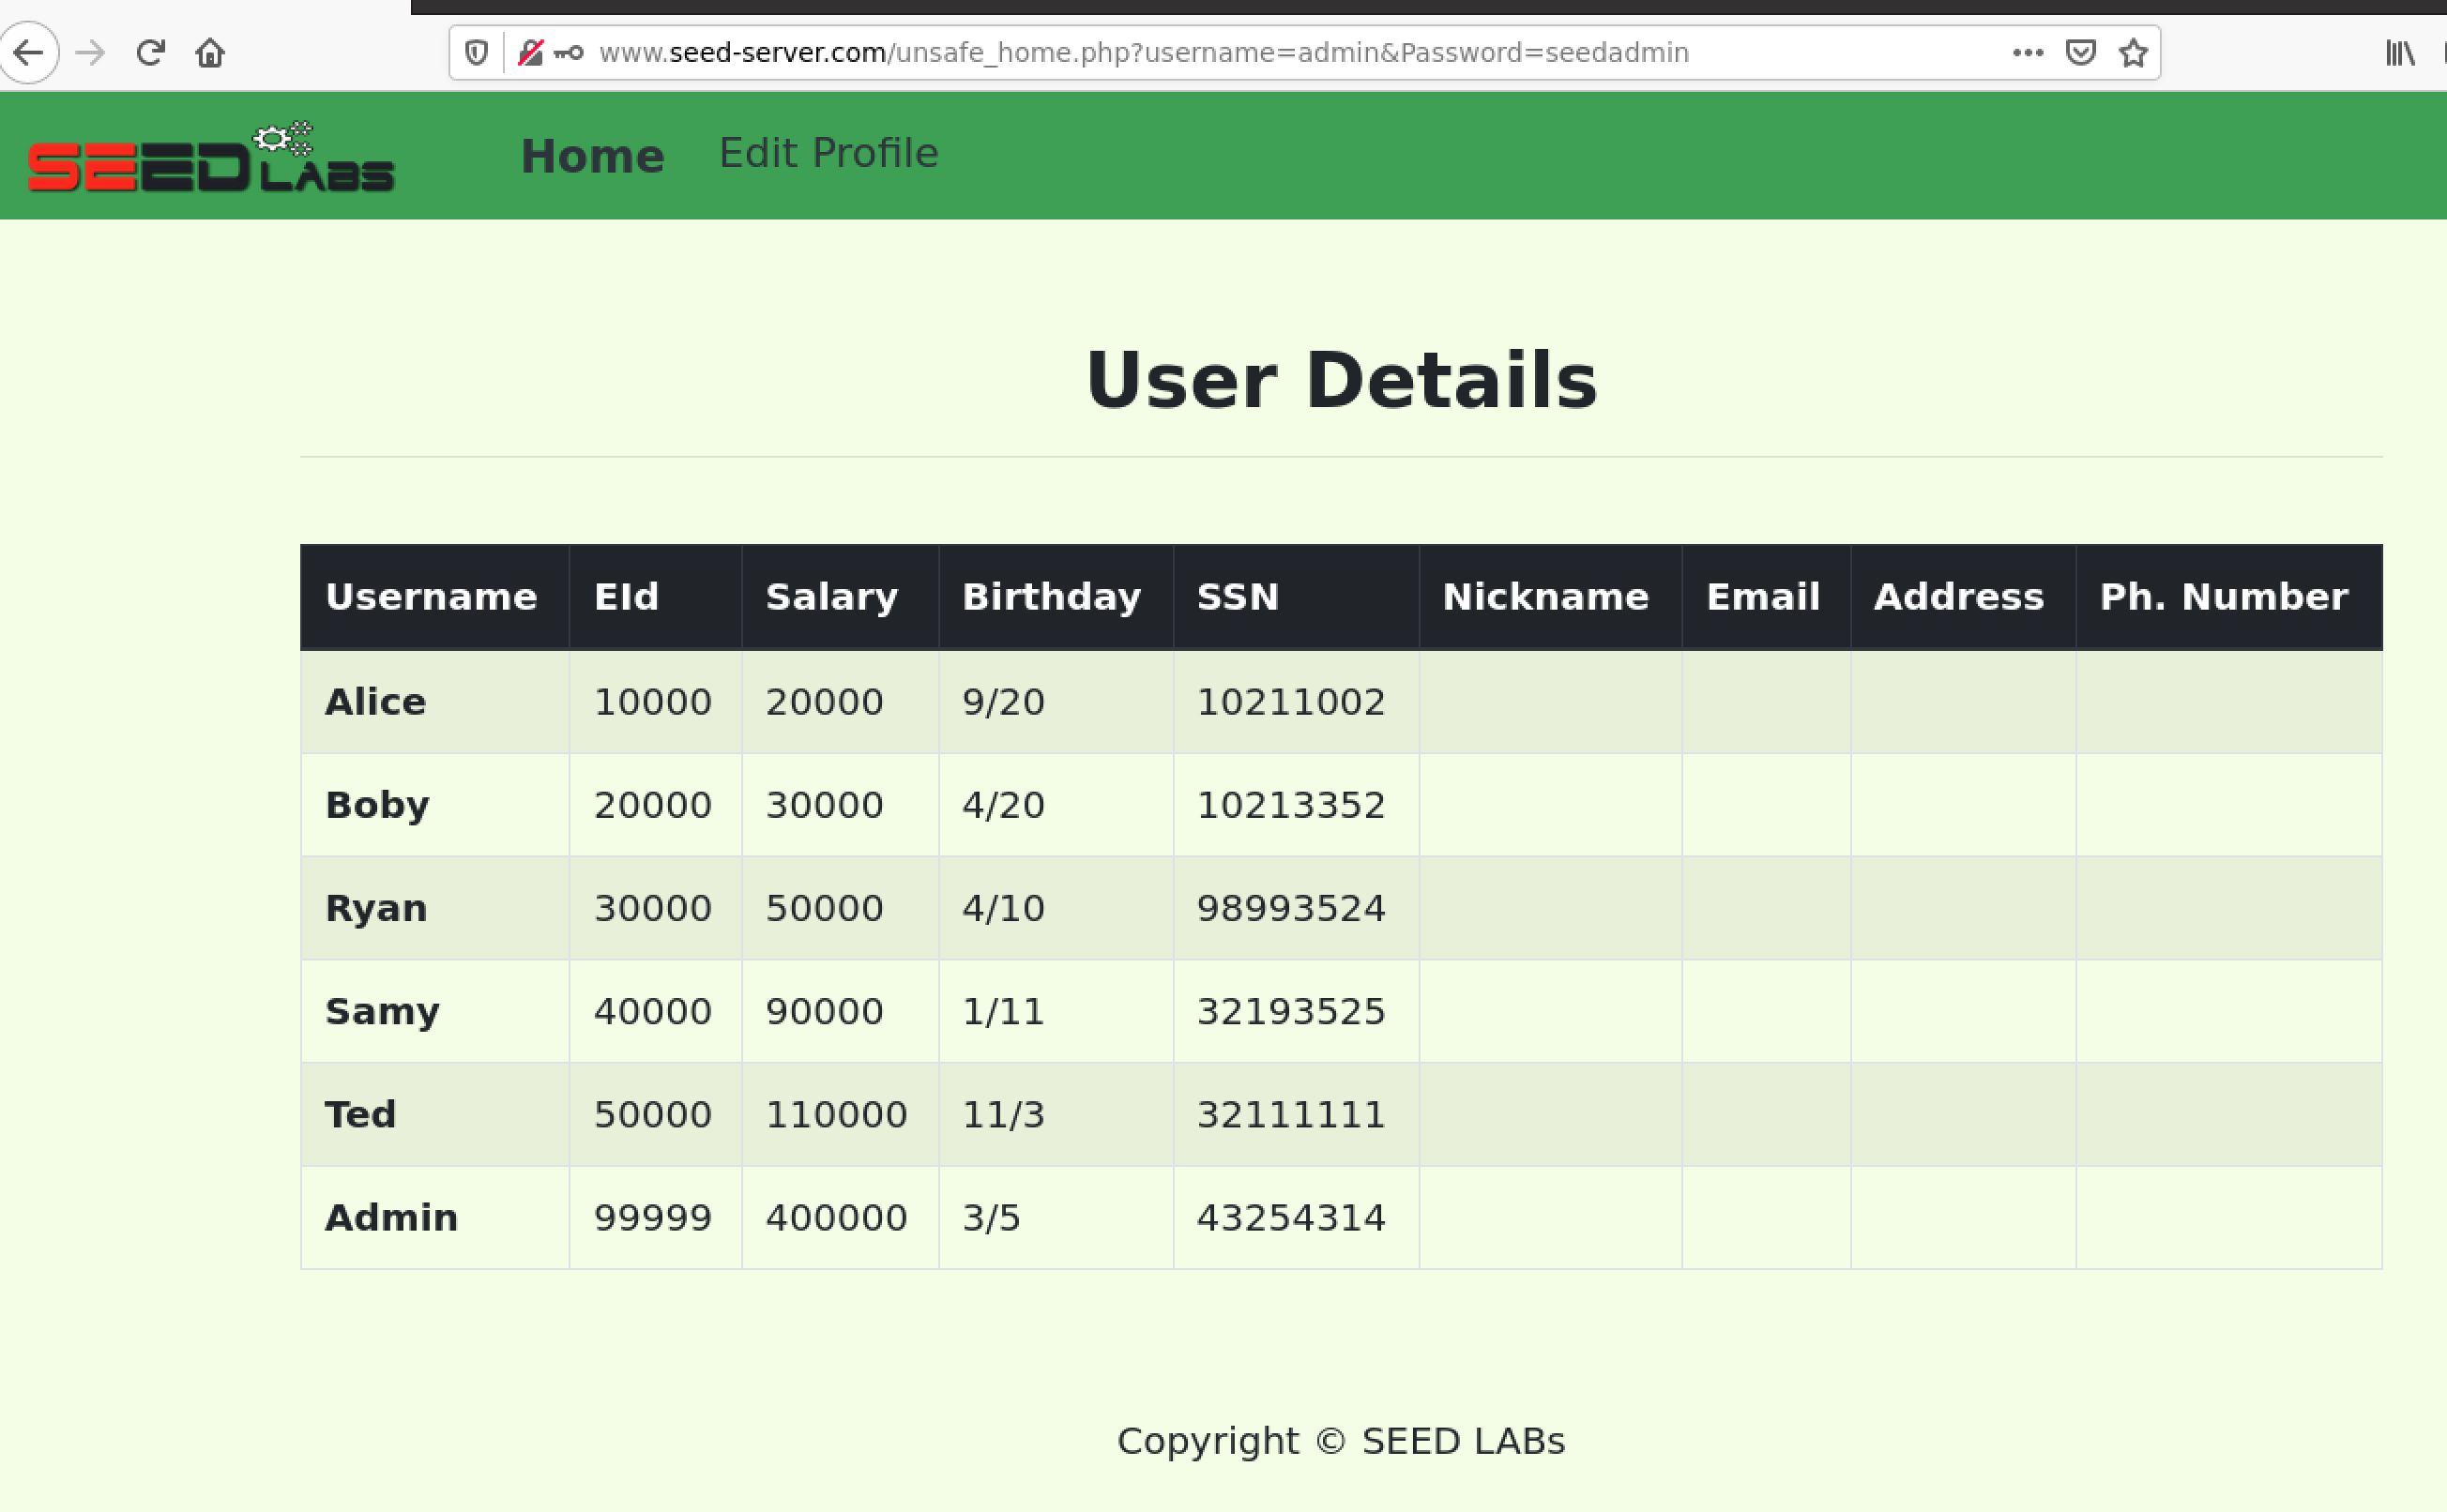 www.seed-server.com/unsafe_home.php?username=admin&Password=seedadmin
SEED LABS Home Edit Profile
User Details
Username EId Salary Birthday SSN Nickname Email Address Ph. Number
Alice 10000 20000 9/20 10211002
Boby 20000 30000 4/20 10213352
Ryan 30000 50000 4/10 98993524
Samy 40000 90000 1/11 32193525
Ted 50000 110000 11/3 32111111
Admin 99999 400000 3/5 43254314
Copyright © SEED LABs